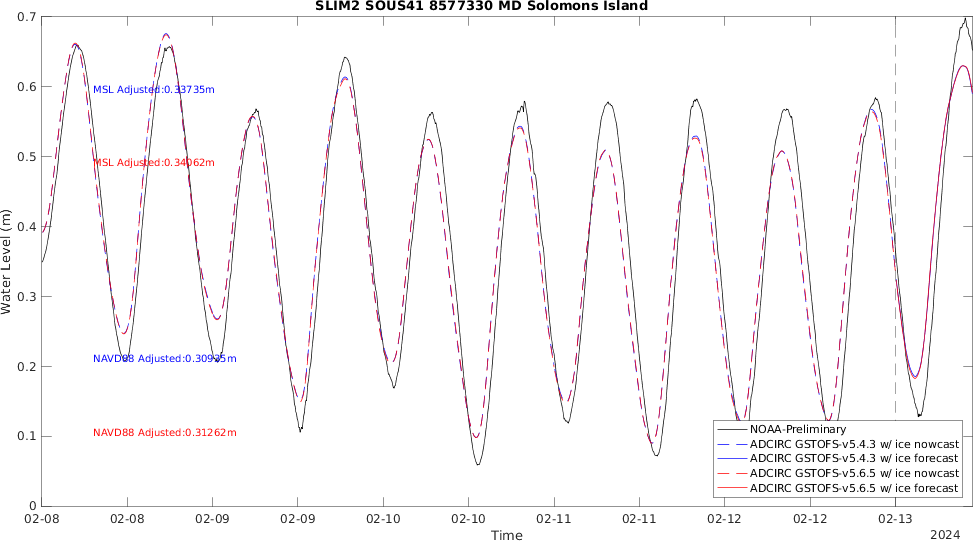 SLIM2 SOUS41 8577330 MD Solomons Island
0.7
0.6
0.5
0.4
0.3
0.2
0.1
0
Water Level (m)
MSL Adjusted:0.33735m
MSL Adjusted:0.34062m
NAVD88 Adjusted:0.30935m
NAVD88 Adjusted:0.31262m
NOAA-Preliminary
ADCIRC GSTOFS-v5.4.3 w/ ice nowcast
ADCIRC GSTOFS-v5.4.3 w/ ice forecast
ADCIRC GSTOFS-v5.6.5 w/ ice nowcast
ADCIRC GSTOFS-v5.6.5 w/ ice forecast
02-08 02-08 02-09 02-09 02-10 02-10 02-11 02-11 02-12 02-12 02-13
Time
2024